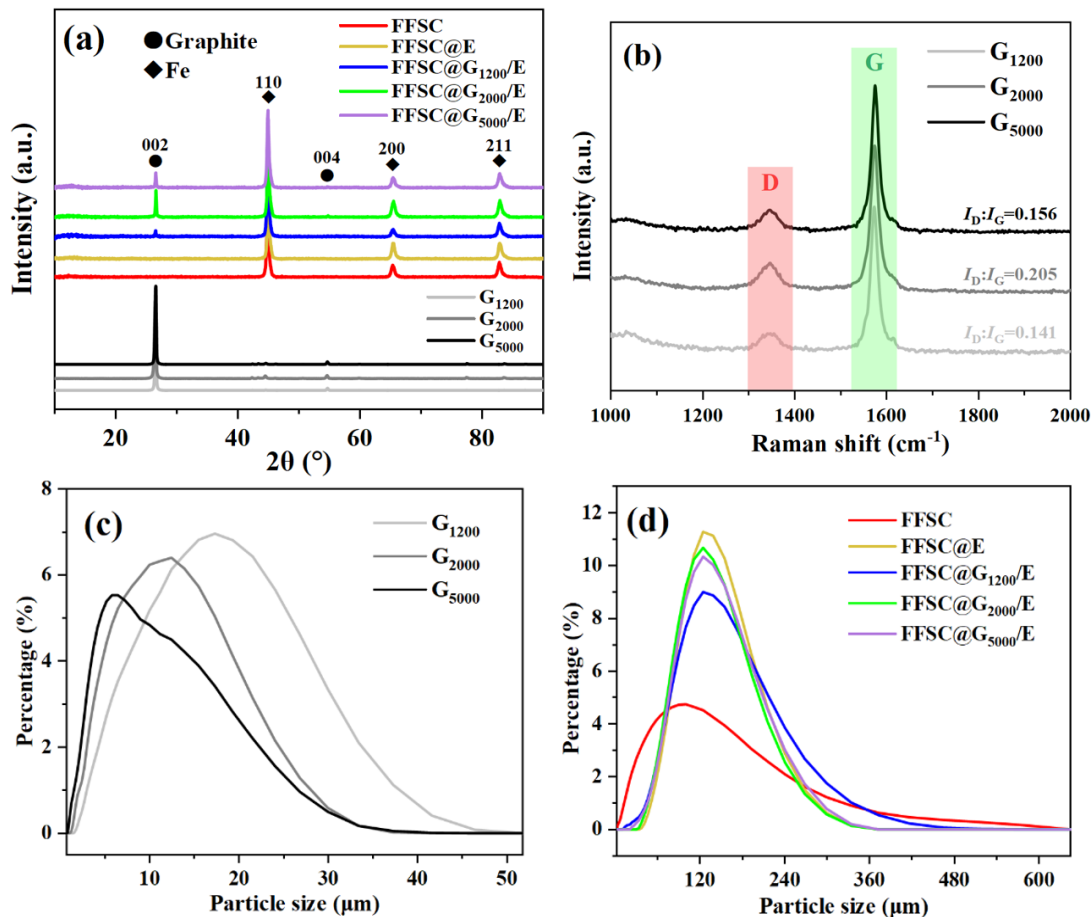 (a)
Graphite
Fe
FFSC
FFSC@E
FFSC@G1200/E
FFSC@G2000/E
FFSC@G5000/E
110
002
004
200
211
G1200
G2000
G5000
Intensity (a.u.)
20 40 60 80
2θ (°)
(b)
D
G
G1200
G2000
G5000
ID:IG=0.156
ID:IG=0.205
ID:IG=0.141
Intensity (a.u.)
1000 1200 1400 1600 1800 2000
Raman shift (cm-1)
(c)
G1200
G2000
G5000
8
6
4
2
0
Percentage (%)
10 20 30 40 50
Particle size (μm)
(d)
FFSC
FFSC@E
FFSC@G1200/E
FFSC@G2000/E
FFSC@G5000/E
12
10
8
6
4
2
0
Percentage (%)
120 240 360 480 600
Particle size (μm)